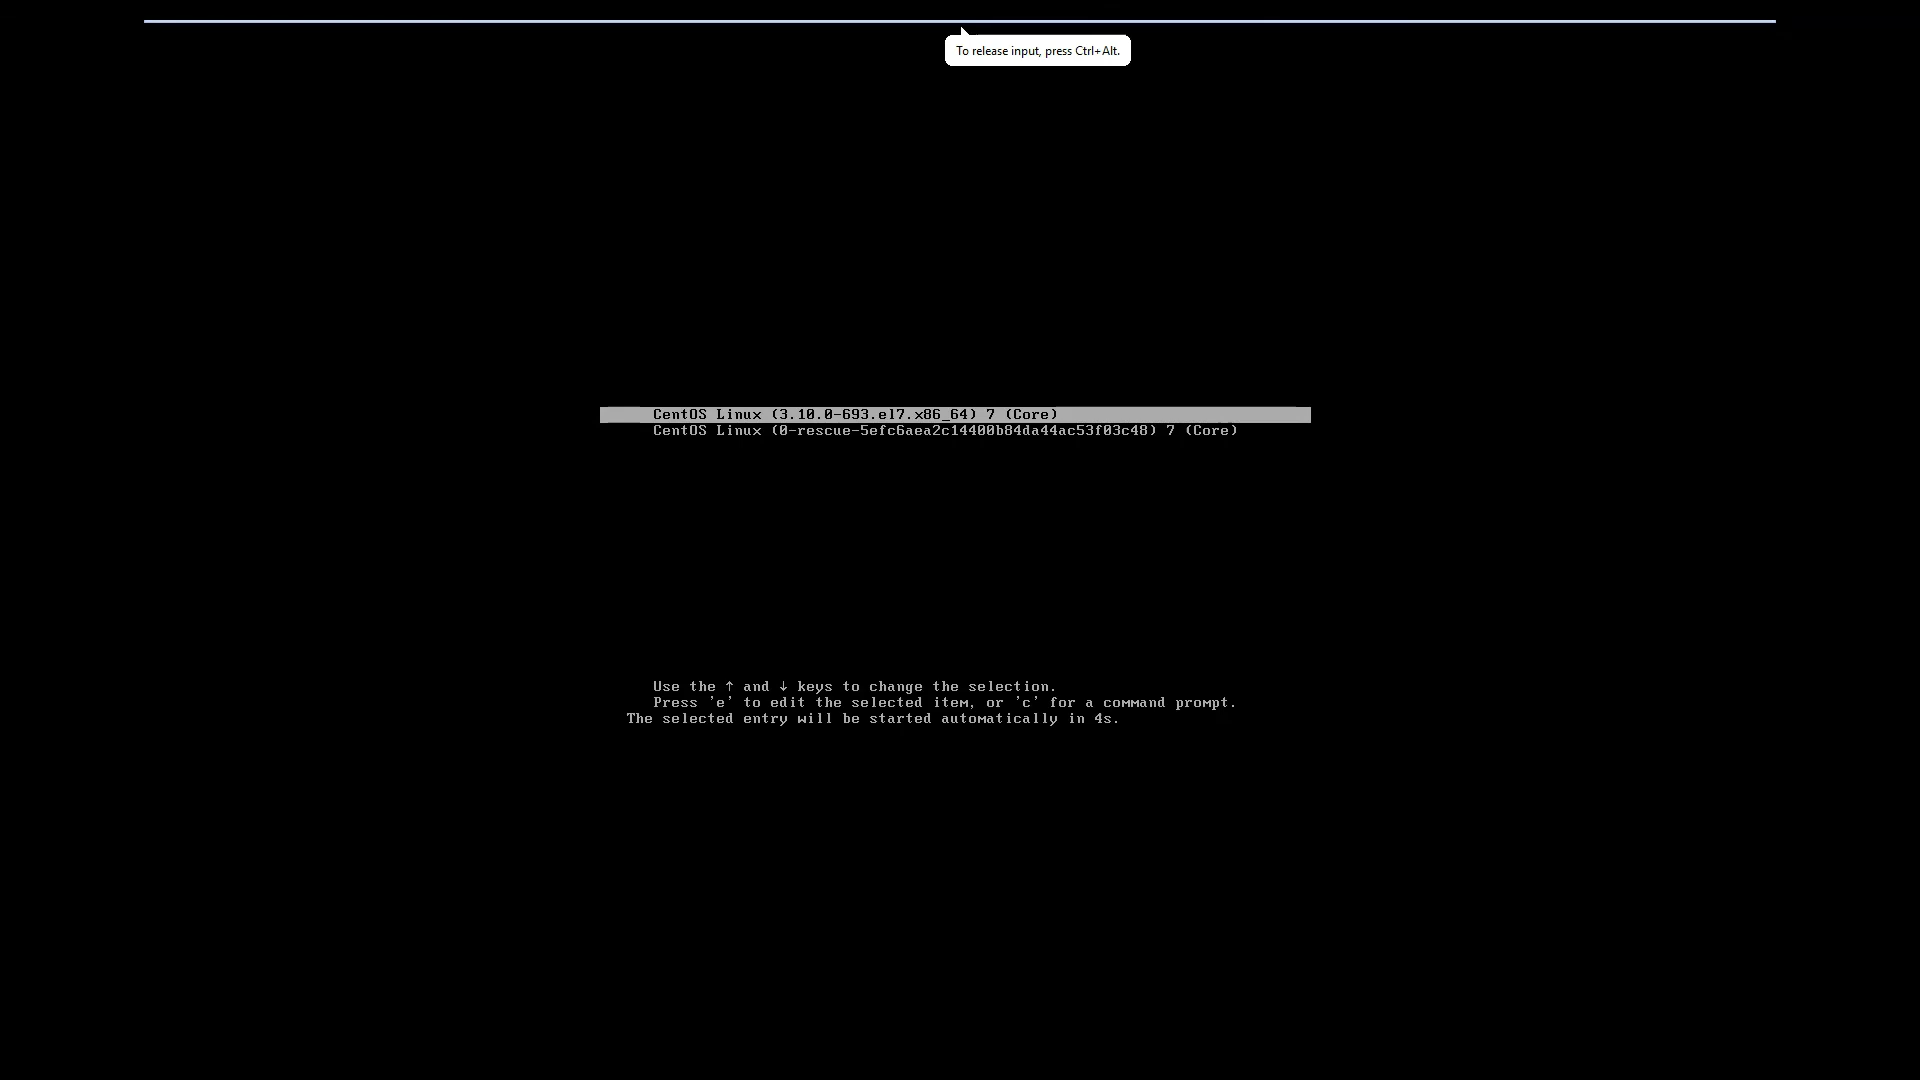 To release input, press Ctrl+Alt.
CentOS Linux (3.10.0-693.el7.x86_64) 7 (Core)
CentOS Linux (0-rescue-5efc6aea2c14400b84da44ac53f03c48) 7 (Core)
Use the ↑ and ↓ keys to change the selection.
Press 'e' to edit the selected item, or 'c' for a command prompt.
The selected entry will be started automatically in 4s.